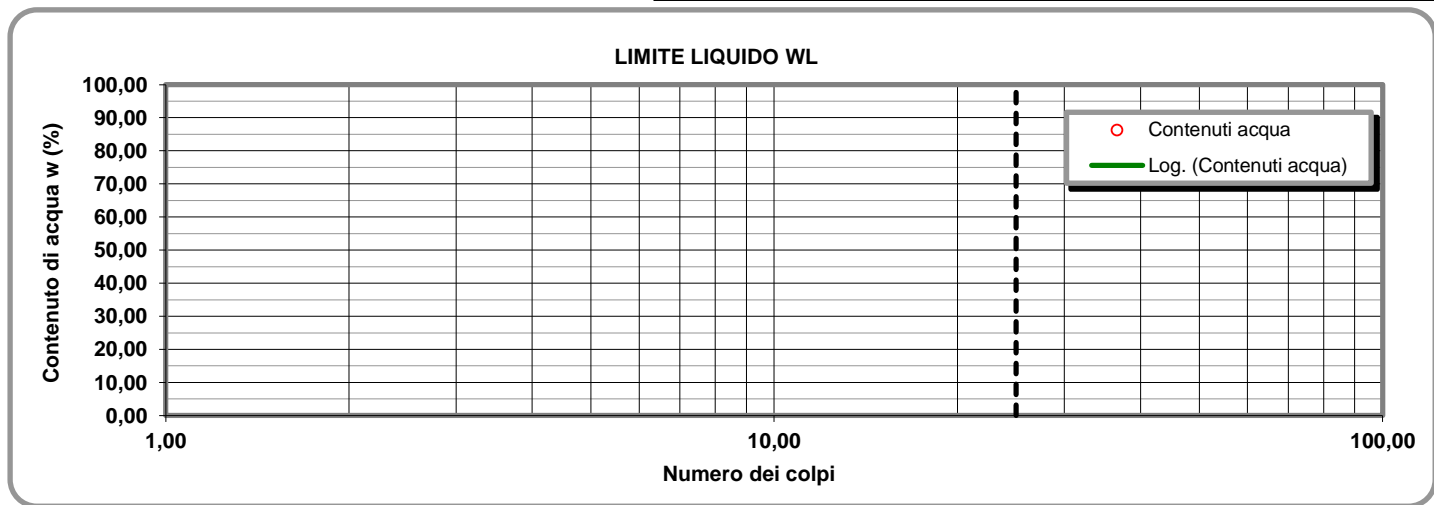 LIMITE LIQUIDO WL
100,00
90,00
80,00
70,00
60,00
50,00
40,00
30,00
20,00
10,00
0,00
Contenuto di acqua w (%)
Contenuti acqua
Log. (Contenuti acqua)
1,00
10,00
100,00
Numero dei colpi